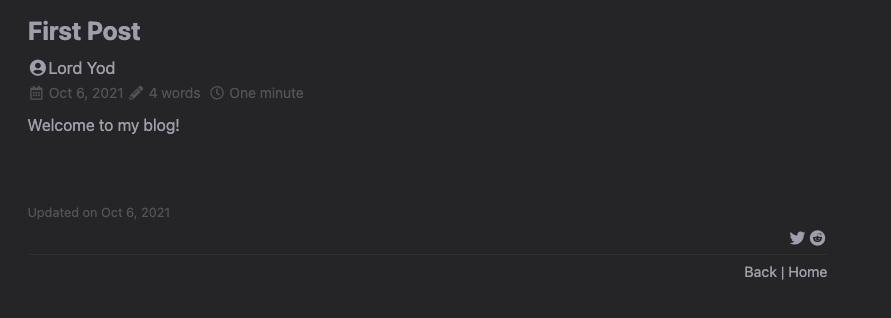 First Post
Lord Yod
Oct 6, 2021 4 words One minute
Welcome to my blog!
Updated on Oct 6, 2021
Back | Home